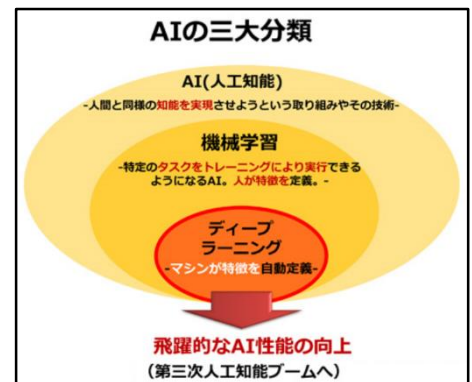 AIの三大分類
AI(人工知能)
-人間と同様の知能を実現させようという取り組みやその技術-
機械学習
-特定のタスクをトレーニングにより実行できる
ようになるAI。人が特徴を定義。-
ディープ
ラーニング
-マシンが特徴を自動定義-
飛躍的なAI性能の向上
(第三次人工知能ブームへ)